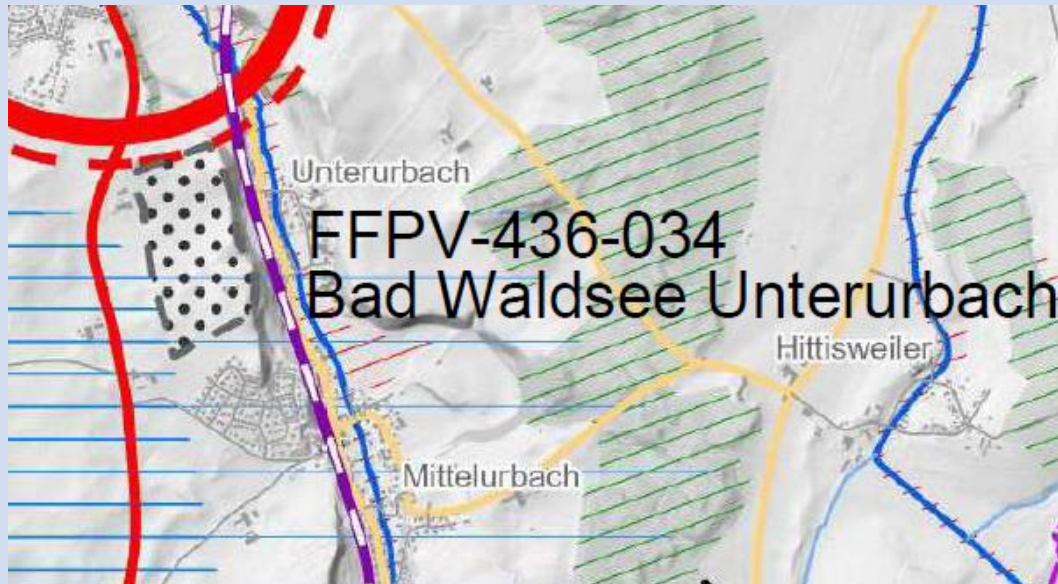 Unterurbach
FFPV-436-034
Bad Waldsee Unterurbach
Hittisweiler
Mittelurbach